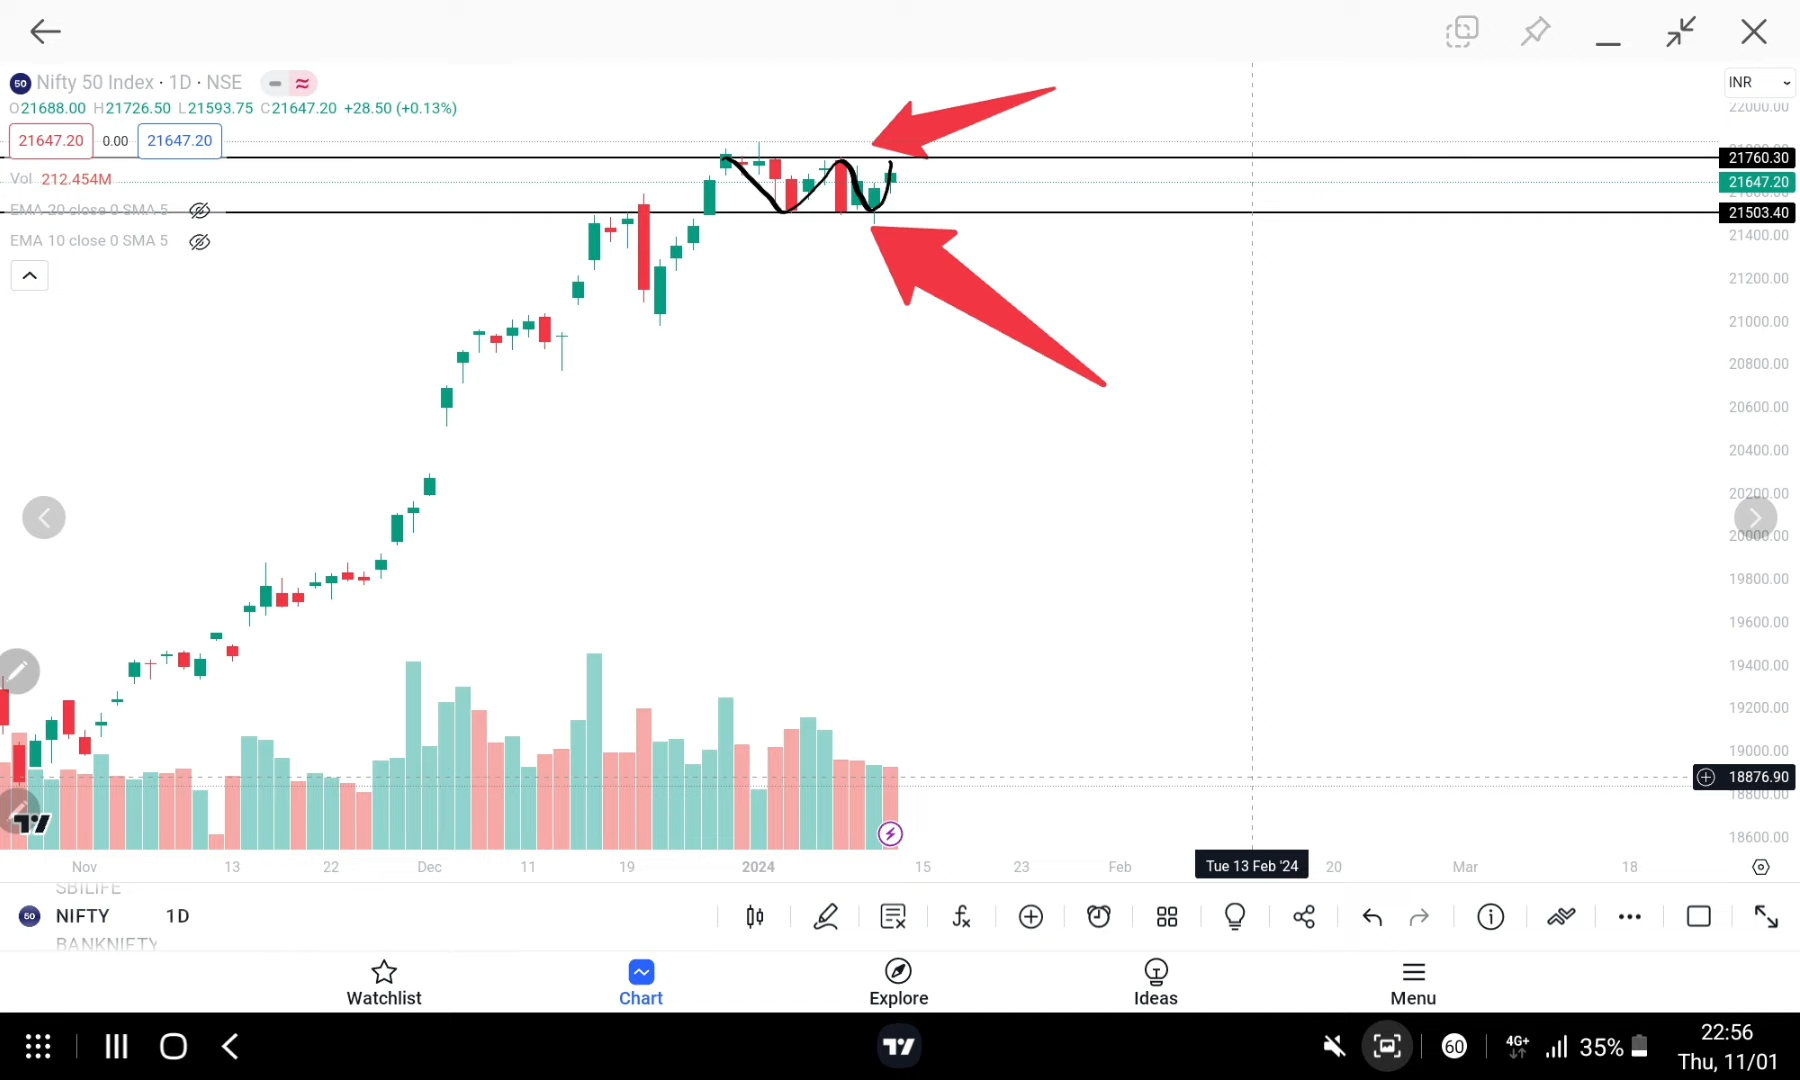 50 Nifty 50 Index · 1D · NSE
O21688.00 H21726.50 L21593.75 C21647.20 +28.50 (+0.13%)
21647.20 0.00 21647.20
Vol 212.454M
EMA 20 close 0 SMA 5
EMA 10 close 0 SMA 5
INR
22000.00
21760.30
21647.20
21503.40
21400.00
21200.00
21000.00
20800.00
20600.00
20400.00
20200.00
20000.00
19800.00
19600.00
19400.00
19200.00
19000.00
18876.90
18800.00
18600.00
Nov 13 22 Dec 11 19 2024 15 23 Feb Tue 13 Feb '24 20 Mar 18
SBILIFE
50 NIFTY 1D
BANKNIFTY
Watchlist Chart Explore Ideas Menu
60 4G+ 35% 22:56
Thu, 11/01